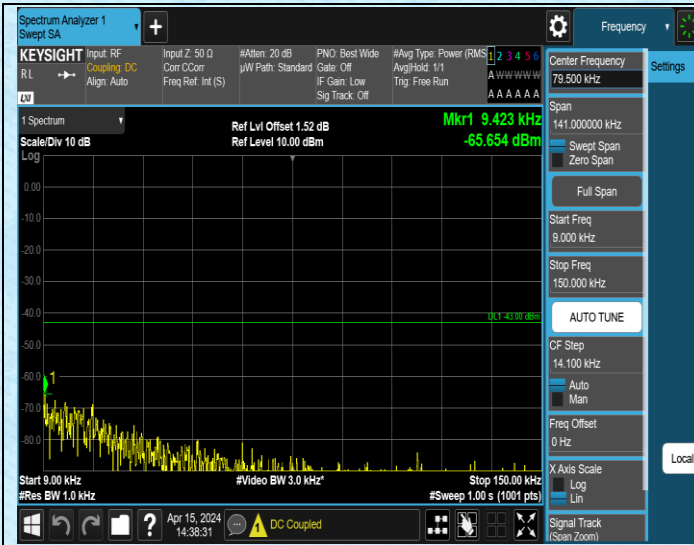 Spectrum Analyzer 1
Swept SA
+
Frequency
KEYSIGHT
RL
LXI
Input: RF
Coupling: DC
Align: Auto
Input Z: 50 Ω
Corr CCorr
Freq Ref: Int (S)
#Atten: 20 dB
µW Path: Standard
PNO: Best Wide
Gate: Off
IF Gain: Low
Sig Track: Off
#Avg Type: Power (RMS
Avg|Hold: 1/1
Trig: Free Run
1 2 3 4 5 6
A W W W W W
A A A A A A
Center Frequency
79.500 kHz
Settings
Span
141.000000 kHz
Swept Span
Zero Span
Full Span
Start Freq
9.000 kHz
Stop Freq
150.000 kHz
AUTO TUNE
CF Step
14.100 kHz
Auto
Man
Freq Offset
0 Hz
X Axis Scale
Log
Lin
Signal Track
(Span Zoom)
Local
1 Spectrum
Scale/Div 10 dB
Log
Ref Lvl Offset 1.52 dB
Ref Level 10.00 dBm
Mkr1 9.423 kHz
-65.654 dBm
0.00
-10.0
-20.0
-30.0
-40.0
-50.0
-60.0
-70.0
-80.0
DL1 -43.00 dBm
1
Start 9.00 kHz
#Res BW 1.0 kHz
#Video BW 3.0 kHz*
Stop 150.00 kHz
#Sweep 1.00 s (1001 pts)
?
Apr 15, 2024
14:38:31
DC Coupled